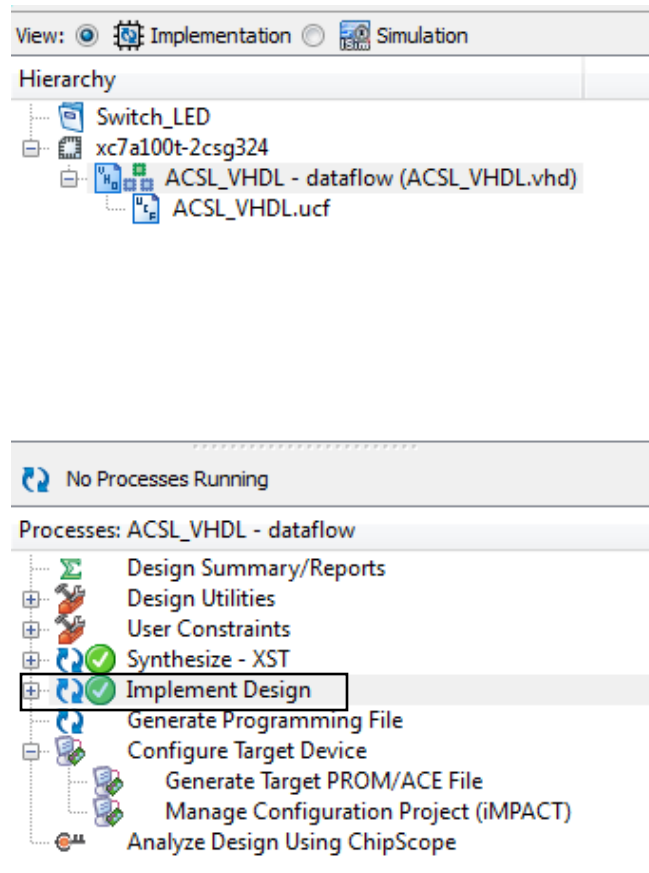 View: Implementation Simulation
Hierarchy
Switch_LED
xc7a100t-2csg324
ACSL_VHDL - dataflow (ACSL_VHDL.vhd)
ACSL_VHDL.ucf
No Processes Running
Processes: ACSL_VHDL - dataflow
Design Summary/Reports
Design Utilities
User Constraints
Synthesize - XST
Implement Design
Generate Programming File
Configure Target Device
Generate Target PROM/ACE File
Manage Configuration Project (iMPACT)
Analyze Design Using ChipScope